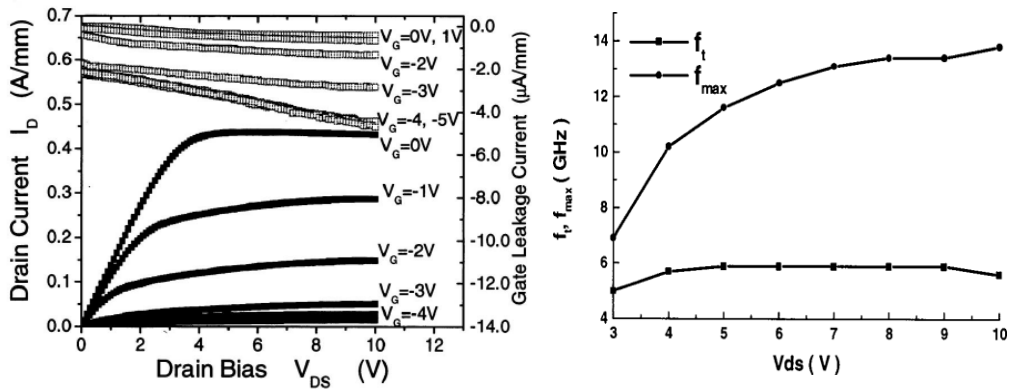 0.7
0.6
0.5
0.4
0.3
0.2
0.1
0.0
Drain Current I_D (A/mm)
V_G=0V, 1V
V_G=-2V
V_G=-3V
V_G=-4, -5V
V_G=0V
V_G=-1V
V_G=-2V
V_G=-3V
V_G=-4V
0.0
-2.0
-4.0
-6.0
-8.0
-10.0
-12.0
-14.0
Gate Leakage Current (µA/mm)
0 2 4 6 8 10 12
Drain Bias V_DS (V)
f_t
f_max
14
12
10
8
6
4
f_t, f_max ( GHz )
3 4 5 6 7 8 9 10
Vds ( V )